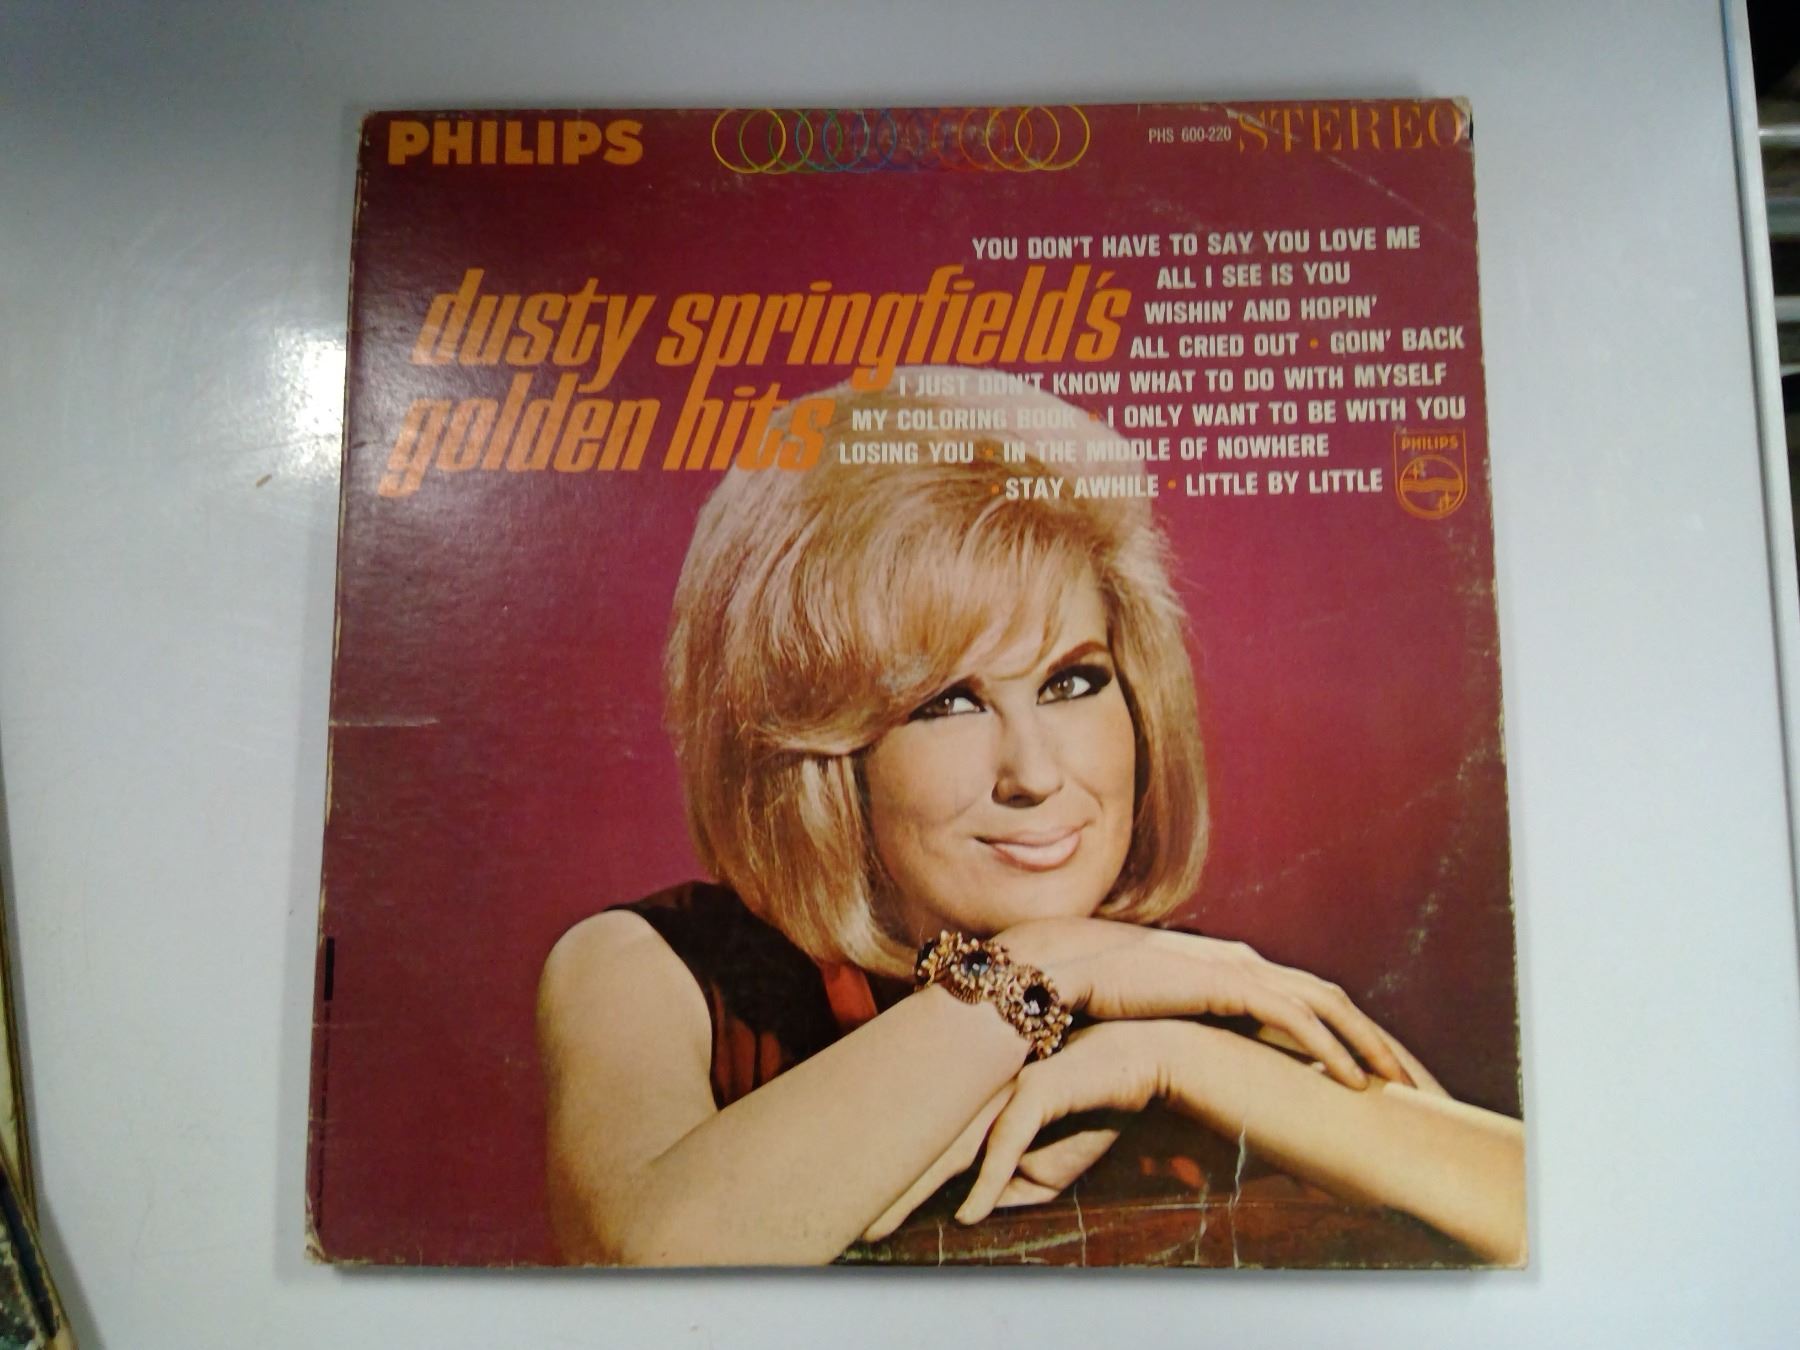 PHILIPS
PHS 600-220 STEREO
YOU DON'T HAVE TO SAY YOU LOVE ME
ALL I SEE IS YOU
dusty springfield's
WISHIN' AND HOPIN'
ALL CRIED OUT • GOIN' BACK
golden hits
I JUST DON'T KNOW WHAT TO DO WITH MYSELF
MY COLORING BOOK • I ONLY WANT TO BE WITH YOU
LOSING YOU • IN THE MIDDLE OF NOWHERE
• STAY AWHILE • LITTLE BY LITTLE
PHILIPS